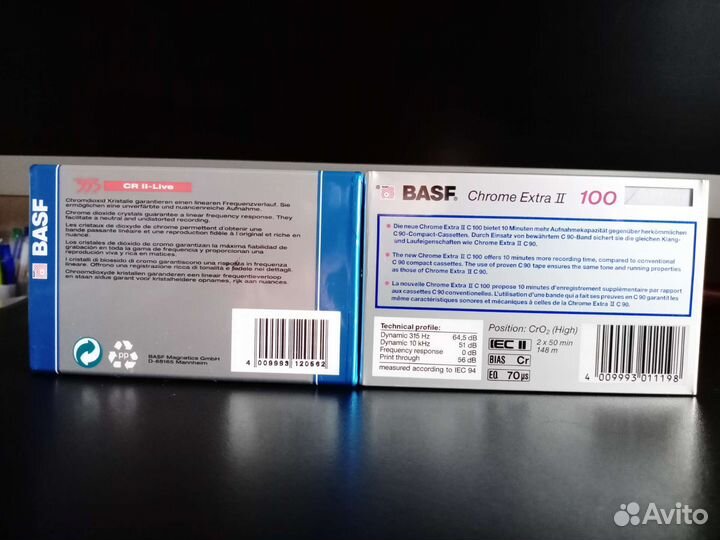 BASF
353
CR II-Live
Chromdioxid Kristalle garantieren einen linearen Frequenzverlauf. Sie
ermöglichen eine unverfärbte und nuancenreiche Aufnahme.
Chrome dioxide crystals guarantee a linear frequency response. They
facilitate a neutral and undistorted recording.
Les cristaux de dioxyde de chrome permettent d'obtenir une
bande passante linéaire et une reproduction fidèle à l'original et riche en
nuance.
Los cristales de dióxido de cromo garantizan la máxima fiabilidad de
grabación en toda la gama de frequencia y proporcionan una
reproducción viva y rica en matices.
I cristalli di biossido di cromo garantiscono una risposta in frequenza
lineare. Offrono una registrazione ricca di tonalità e fedele nei dettagli.
Chroomdioxyde kristallen garanderen een lineair frequentieverloop
en staan daarom garant voor kristalheldere opnames, rijk aan nuances.
PP
BASF Magnetics GmbH
D-68165 Mannheim
4 009993 120562
BASF Chrome Extra II 100
Die neue Chrome Extra II C 100 bietet 10 Minuten mehr Aufnahmekapazität gegenüber herkömmlichen
C 90-Compact-Cassetten. Durch Einsatz von bewährtem C 90-Band sichert sie die gleichen Klang-
und Laufeigenschaften wie Chrome Extra II C 90.
The new Chrome Extra II C 100 offers 10 minutes more recording time, compared to conventional
C 90 compact cassettes. The use of proven C 90 tape ensures the same tone and running properties
as those of Chrome Extra II C 90.
La nouvelle Chrome Extra II C 100 propose 10 minutes d'enregistrement supplémentaire par rapport
aux cassettes C 90 conventionelles. L'utilisation d'une bande qui a fait ses preuves en C 90 garantit les
même caractéristiques sonores et mécaniques à celles de la Chrome Extra II C 90.
Technical profile:
Dynamic 315 Hz 64,5 dB
Dynamic 10 kHz 51 dB
Frequency response 0 dB
Print through 56 dB
measured according to IEC 94
Position: CrO₂ (High)
IEC II 2 x 50 min
148 m
BIAS Cr
EQ 70 µs
4 009993 011198
Avito